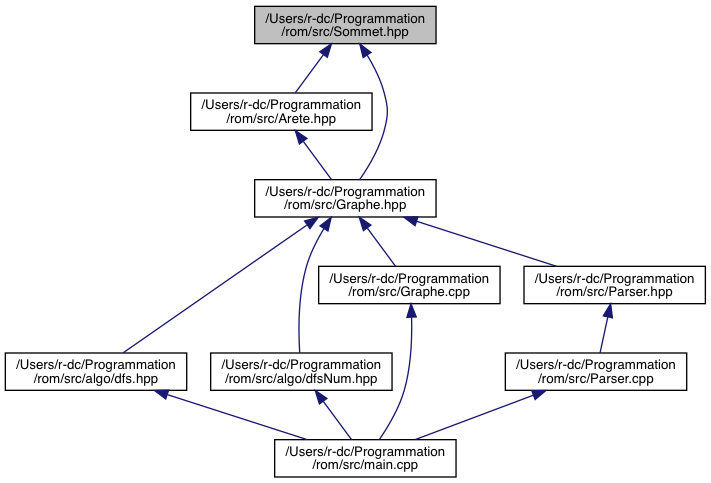 /Users/r-dc/Programmation
/rom/src/Sommet.hpp
/Users/r-dc/Programmation
/rom/src/Arete.hpp
/Users/r-dc/Programmation
/rom/src/Graphe.hpp
/Users/r-dc/Programmation
/rom/src/Graphe.cpp
/Users/r-dc/Programmation
/rom/src/Parser.hpp
/Users/r-dc/Programmation
/rom/src/algo/dfs.hpp
/Users/r-dc/Programmation
/rom/src/algo/dfsNum.hpp
/Users/r-dc/Programmation
/rom/src/Parser.cpp
/Users/r-dc/Programmation
/rom/src/main.cpp